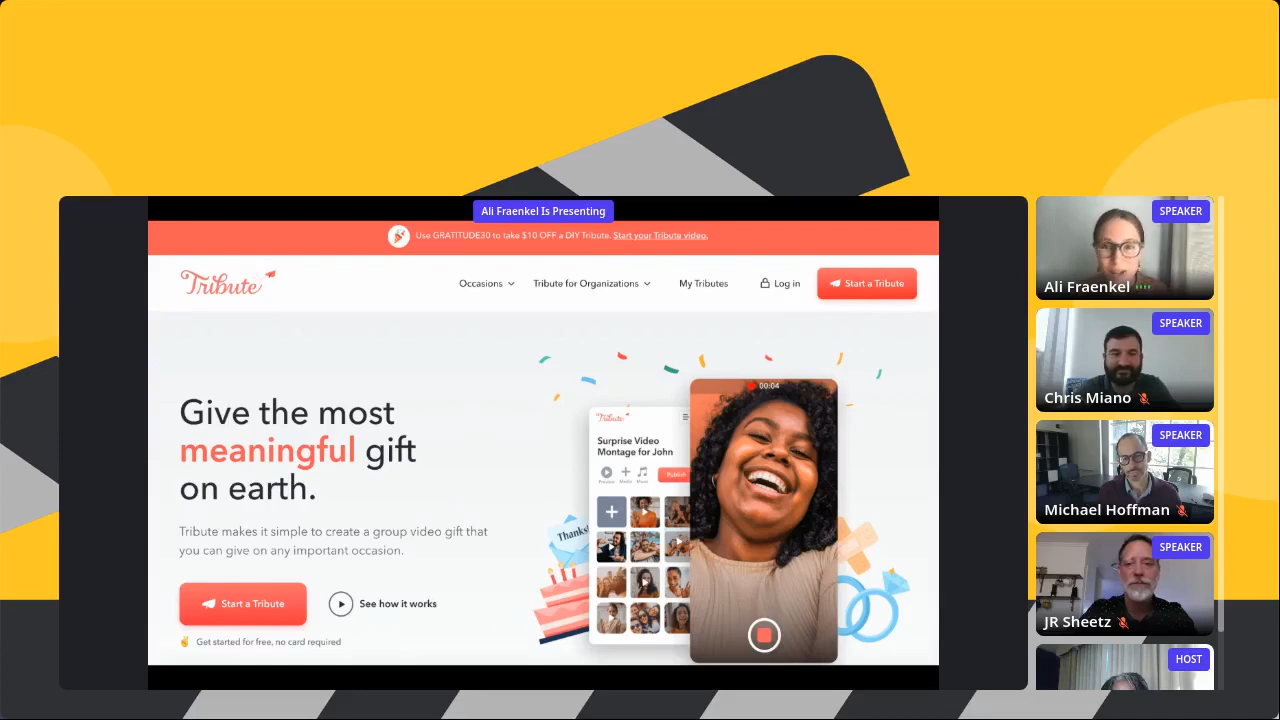 Ali Fraenkel Is Presenting
Use GRATITUDE30 to take $10 OFF a DIY Tribute. Start your Tribute video.
Tribute
Occasions
Tribute for Organizations
My Tributes
Log in
Start a Tribute
Give the most
meaningful gift
on earth.
Tribute makes it simple to create a group video gift that
you can give on any important occasion.
Start a Tribute
See how it works
Get started for free, no card required
Tribute
Surprise Video
Montage for John
Preview
Media
Music
Publish
Thanks
00:04
SPEAKER
Ali Fraenkel
SPEAKER
Chris Miano
SPEAKER
Michael Hoffman
SPEAKER
JR Sheetz
HOST